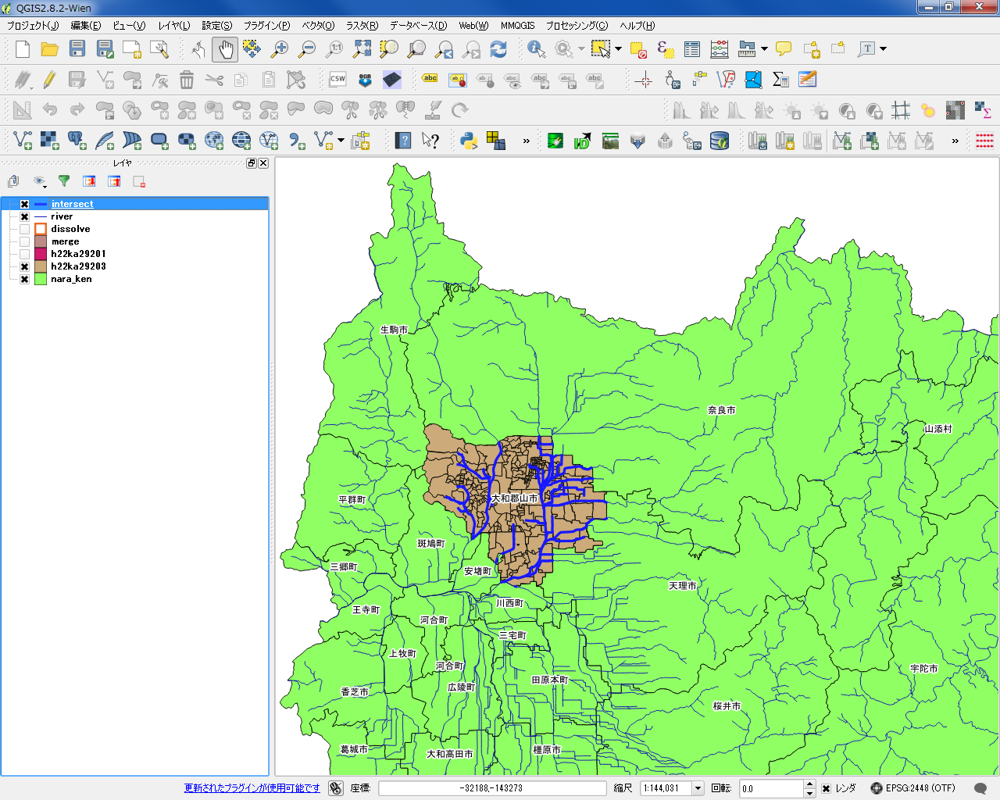 QGIS2.8.2-Wien
プロジェクト(J) 編集(E) ビュー(V) レイヤ(L) 設定(S) プラグイン(P) ベクタ(O) ラスタ(R) データベース(D) Web(W) MMQGIS プロセッシング(C) ヘルプ(H)
1:1
T
CSW
OGR
abc
abc
レイヤ
intersect
river
dissolve
merge
h22ka29201
h22ka29203
nara_ken
生駒市
奈良市
山添村
大和郡山市
平群町
斑鳩町
三郷町
安堵町
天理市
川西町
王寺町
河合町
三宅町
上牧町
河合町
宇陀市
田原本町
広陵町
香芝市
桜井市
葛城市
大和高田市
橿原市
更新されたプラグインが使用可能です 座標: -32188,-143273 縮尺 1:144,031 回転: 0.0 レンダ EPSG:2448 (OTF)